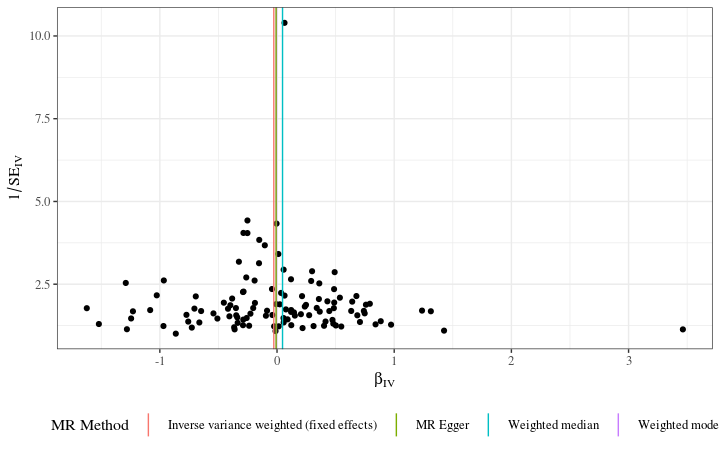 10.0
7.5
5.0
2.5
1/SE_IV
-1 0 1 2 3
β_IV
MR Method Inverse variance weighted (fixed effects) MR Egger Weighted median Weighted mode